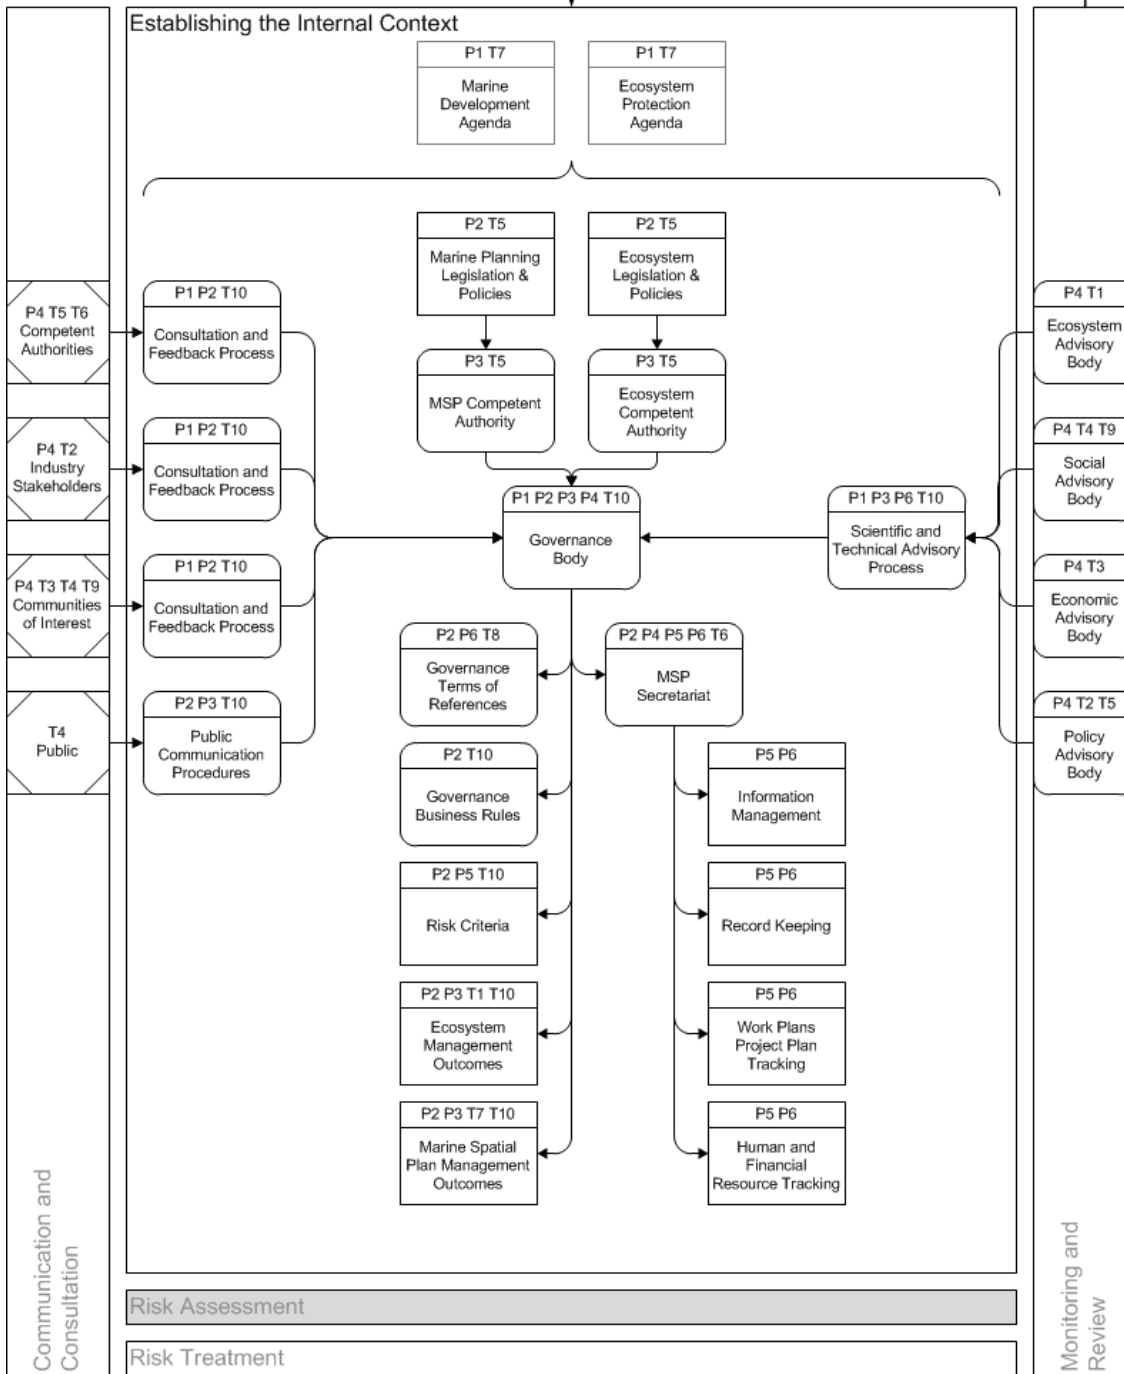 Establishing the Internal Context
P1 T7
Marine
Development
Agenda
P1 T7
Ecosystem
Protection
Agenda
P2 T5
Marine Planning
Legislation &
Policies
P2 T5
Ecosystem
Legislation &
Policies
P4 T5 T6
Competent
Authorities
P1 P2 T10
Consultation and
Feedback Process
P3 T5
MSP Competent
Authority
P3 T5
Ecosystem
Competent
Authority
P4 T1
Ecosystem
Advisory
Body
P4 T2
Industry
Stakeholders
P1 P2 T10
Consultation and
Feedback Process
P4 T4 T9
Social
Advisory
Body
P1 P2 P3 P4 T10
Governance
Body
P1 P3 P6 T10
Scientific and
Technical Advisory
Process
P4 T3 T4 T9
Communities
of Interest
P1 P2 T10
Consultation and
Feedback Process
P4 T3
Economic
Advisory
Body
P2 P6 T8
Governance
Terms of
References
P2 P4 P5 P6 T6
MSP
Secretariat
T4
Public
P2 P3 T10
Public
Communication
Procedures
P4 T2 T5
Policy
Advisory
Body
P2 T10
Governance
Business Rules
P5 P6
Information
Management
P2 P5 T10
Risk Criteria
P5 P6
Record Keeping
P2 P3 T1 T10
Ecosystem
Management
Outcomes
P5 P6
Work Plans
Project Plan
Tracking
P2 P3 T7 T10
Marine Spatial
Plan Management
Outcomes
P5 P6
Human and
Financial
Resource Tracking
Communication and
Consultation
Monitoring and
Review
Risk Assessment
Risk Treatment